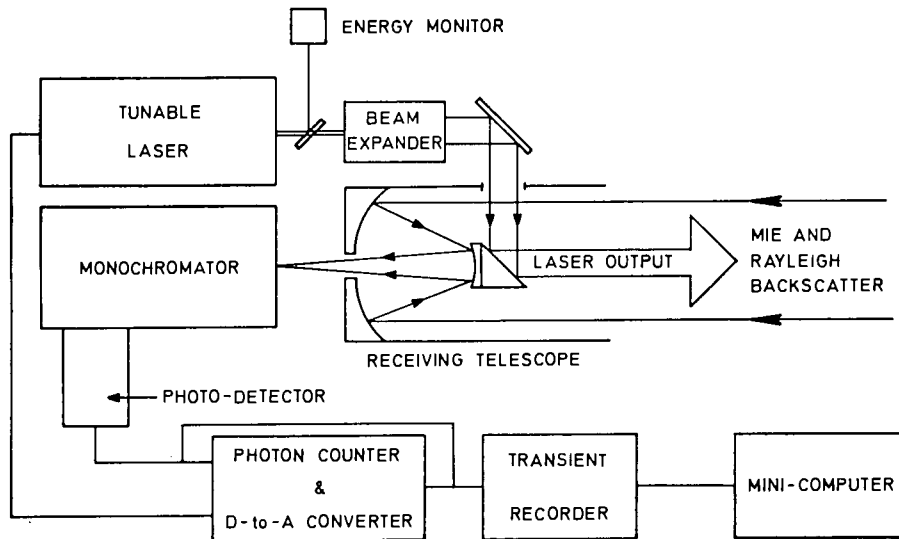 ENERGY MONITOR
TUNABLE
LASER
BEAM
EXPANDER
MONOCHROMATOR
LASER OUTPUT
MIE AND
RAYLEIGH
BACKSCATTER
RECEIVING TELESCOPE
PHOTO-DETECTOR
PHOTON COUNTER
&
D-to-A CONVERTER
TRANSIENT
RECORDER
MINI-COMPUTER